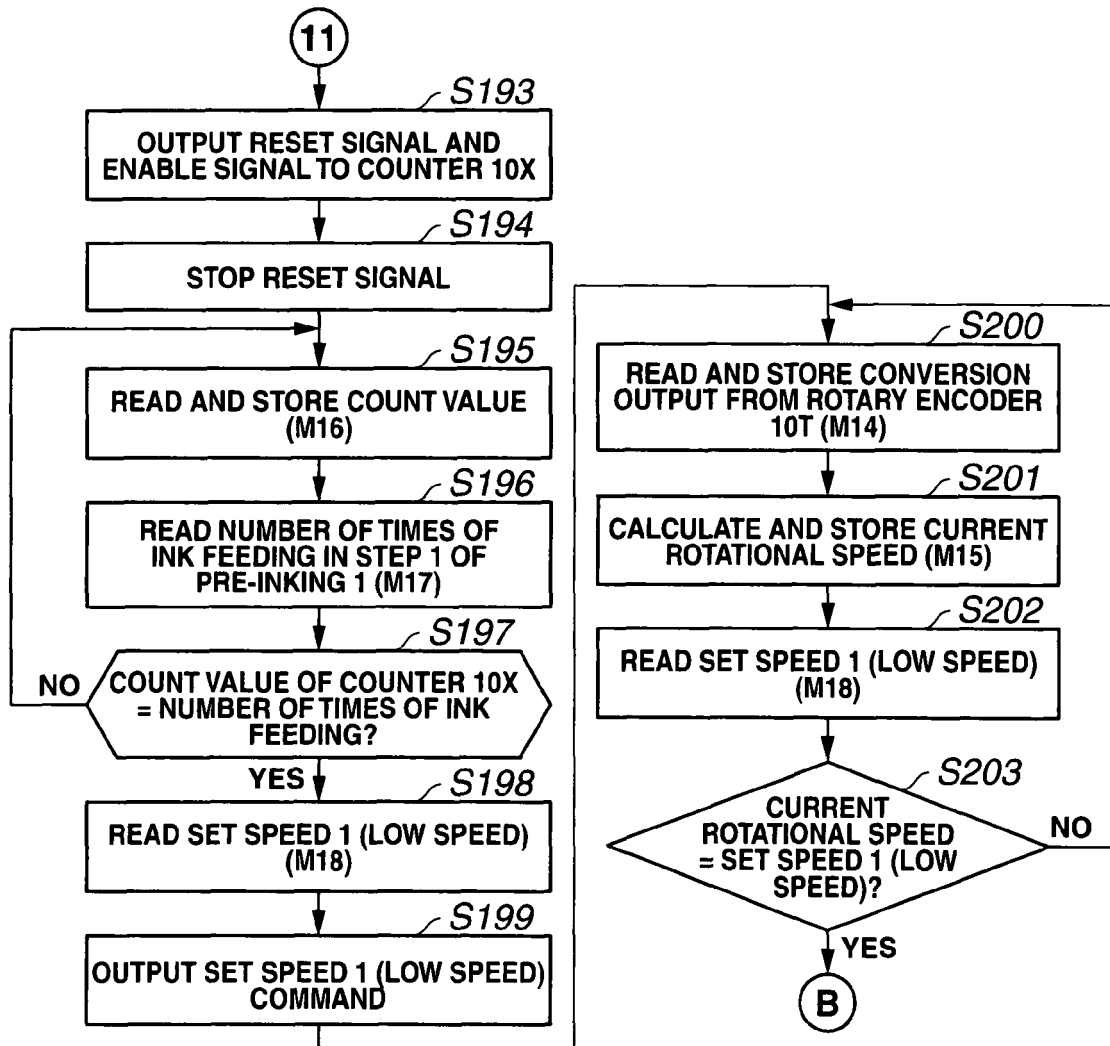 11
S193
OUTPUT RESET SIGNAL AND
ENABLE SIGNAL TO COUNTER 10X
S194
STOP RESET SIGNAL
S195
READ AND STORE COUNT VALUE
(M16)
S196
READ NUMBER OF TIMES OF
INK FEEDING IN STEP 1 OF
PRE-INKING 1 (M17)
S197
NO
COUNT VALUE OF COUNTER 10X
= NUMBER OF TIMES OF INK
FEEDING?
YES
S198
READ SET SPEED 1 (LOW SPEED)
(M18)
S199
OUTPUT SET SPEED 1 (LOW SPEED)
COMMAND
S200
READ AND STORE CONVERSION
OUTPUT FROM ROTARY ENCODER
10T (M14)
S201
CALCULATE AND STORE CURRENT
ROTATIONAL SPEED (M15)
S202
READ SET SPEED 1 (LOW SPEED)
(M18)
S203
CURRENT
ROTATIONAL SPEED
= SET SPEED 1 (LOW
SPEED)?
NO
YES
B